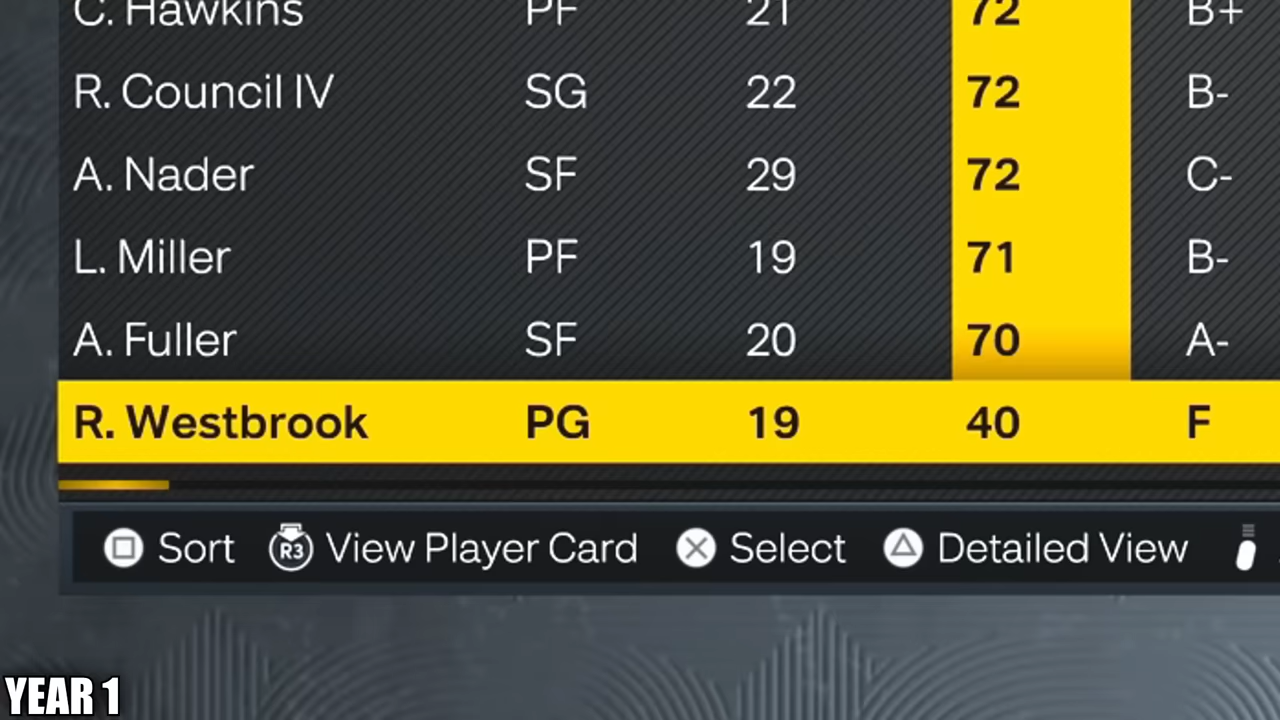 C. Hawkins PF 21 72 B+
R. Council IV SG 22 72 B-
A. Nader SF 29 72 C-
L. Miller PF 19 71 B-
A. Fuller SF 20 70 A-
R. Westbrook PG 19 40 F
Sort R3 View Player Card Select Detailed View
YEAR 1